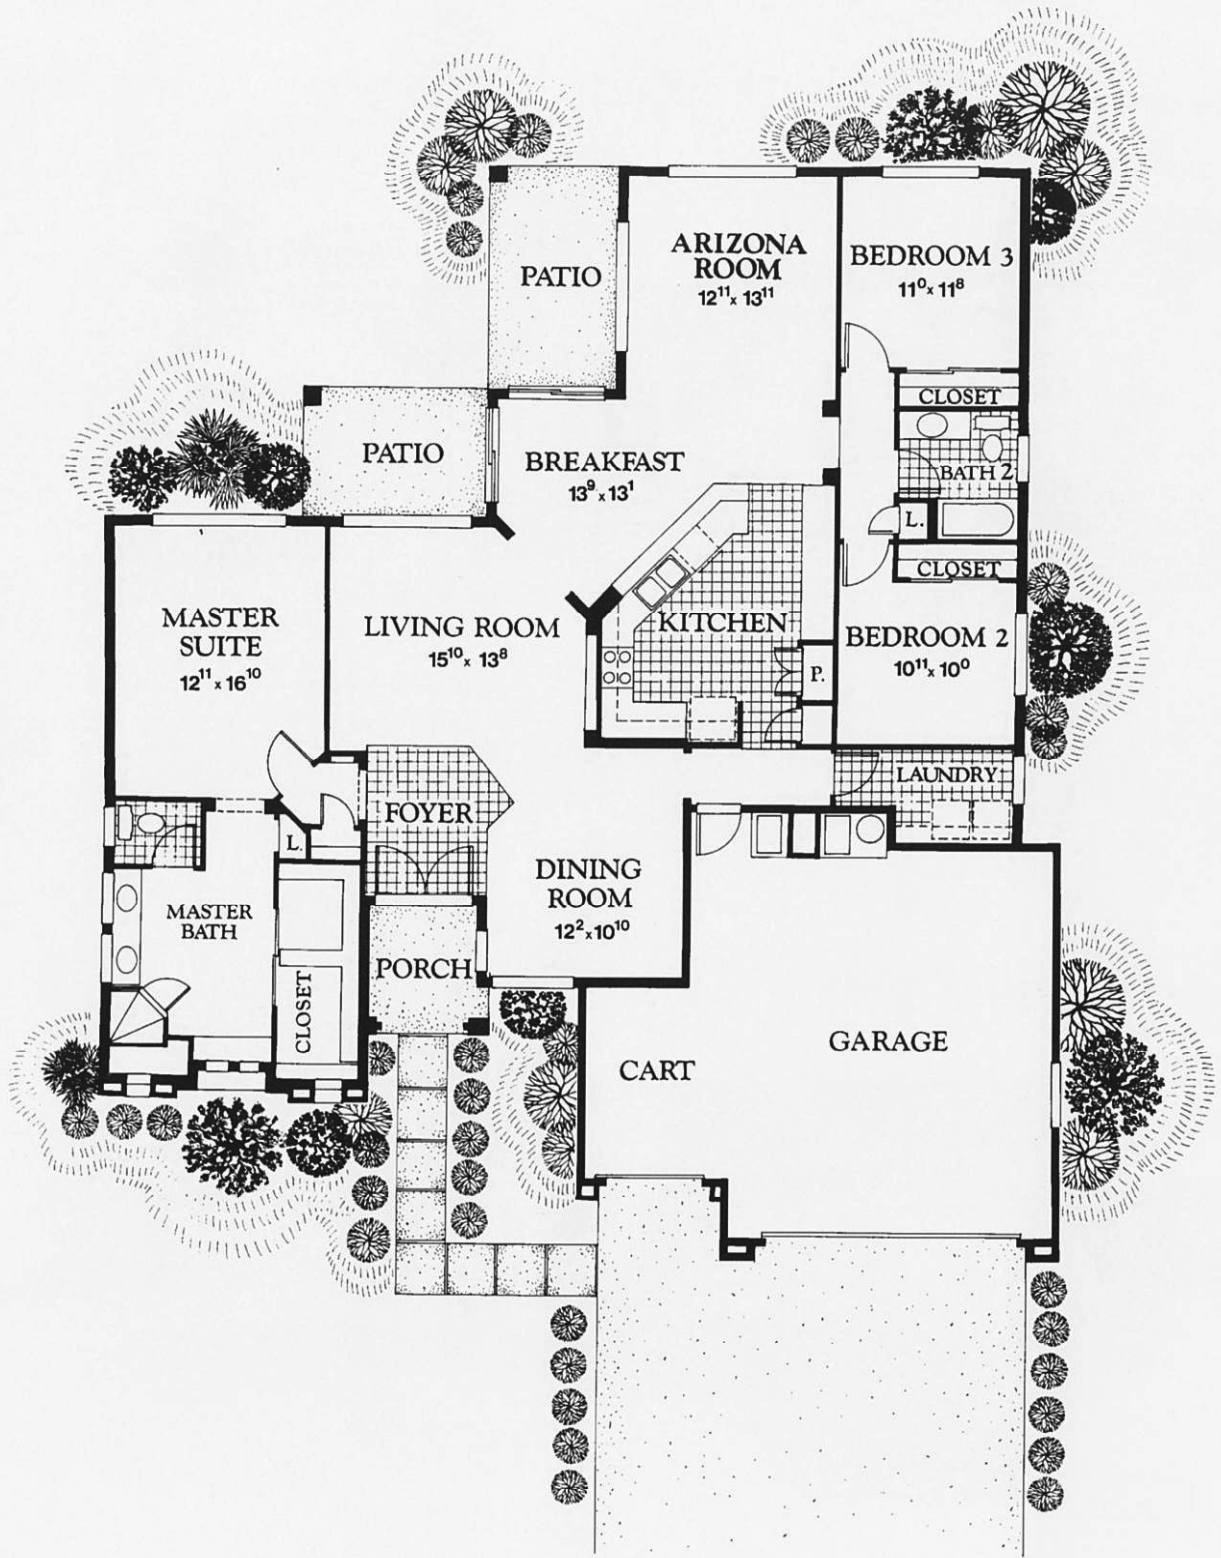 PATIO
ARIZONA
ROOM
12¹¹ x 13¹¹
BEDROOM 3
11⁰ x 11⁸
CLOSET
PATIO
BREAKFAST
13⁹ x 13¹
BATH 2
L.
CLOSET
MASTER
SUITE
12¹¹ x 16¹⁰
LIVING ROOM
15¹⁰ x 13⁸
KITCHEN
P.
BEDROOM 2
10¹¹ x 10⁰
LAUNDRY
FOYER
L.
DINING
ROOM
12² x 10¹⁰
MASTER
BATH
PORCH
CLOSET
CART
GARAGE